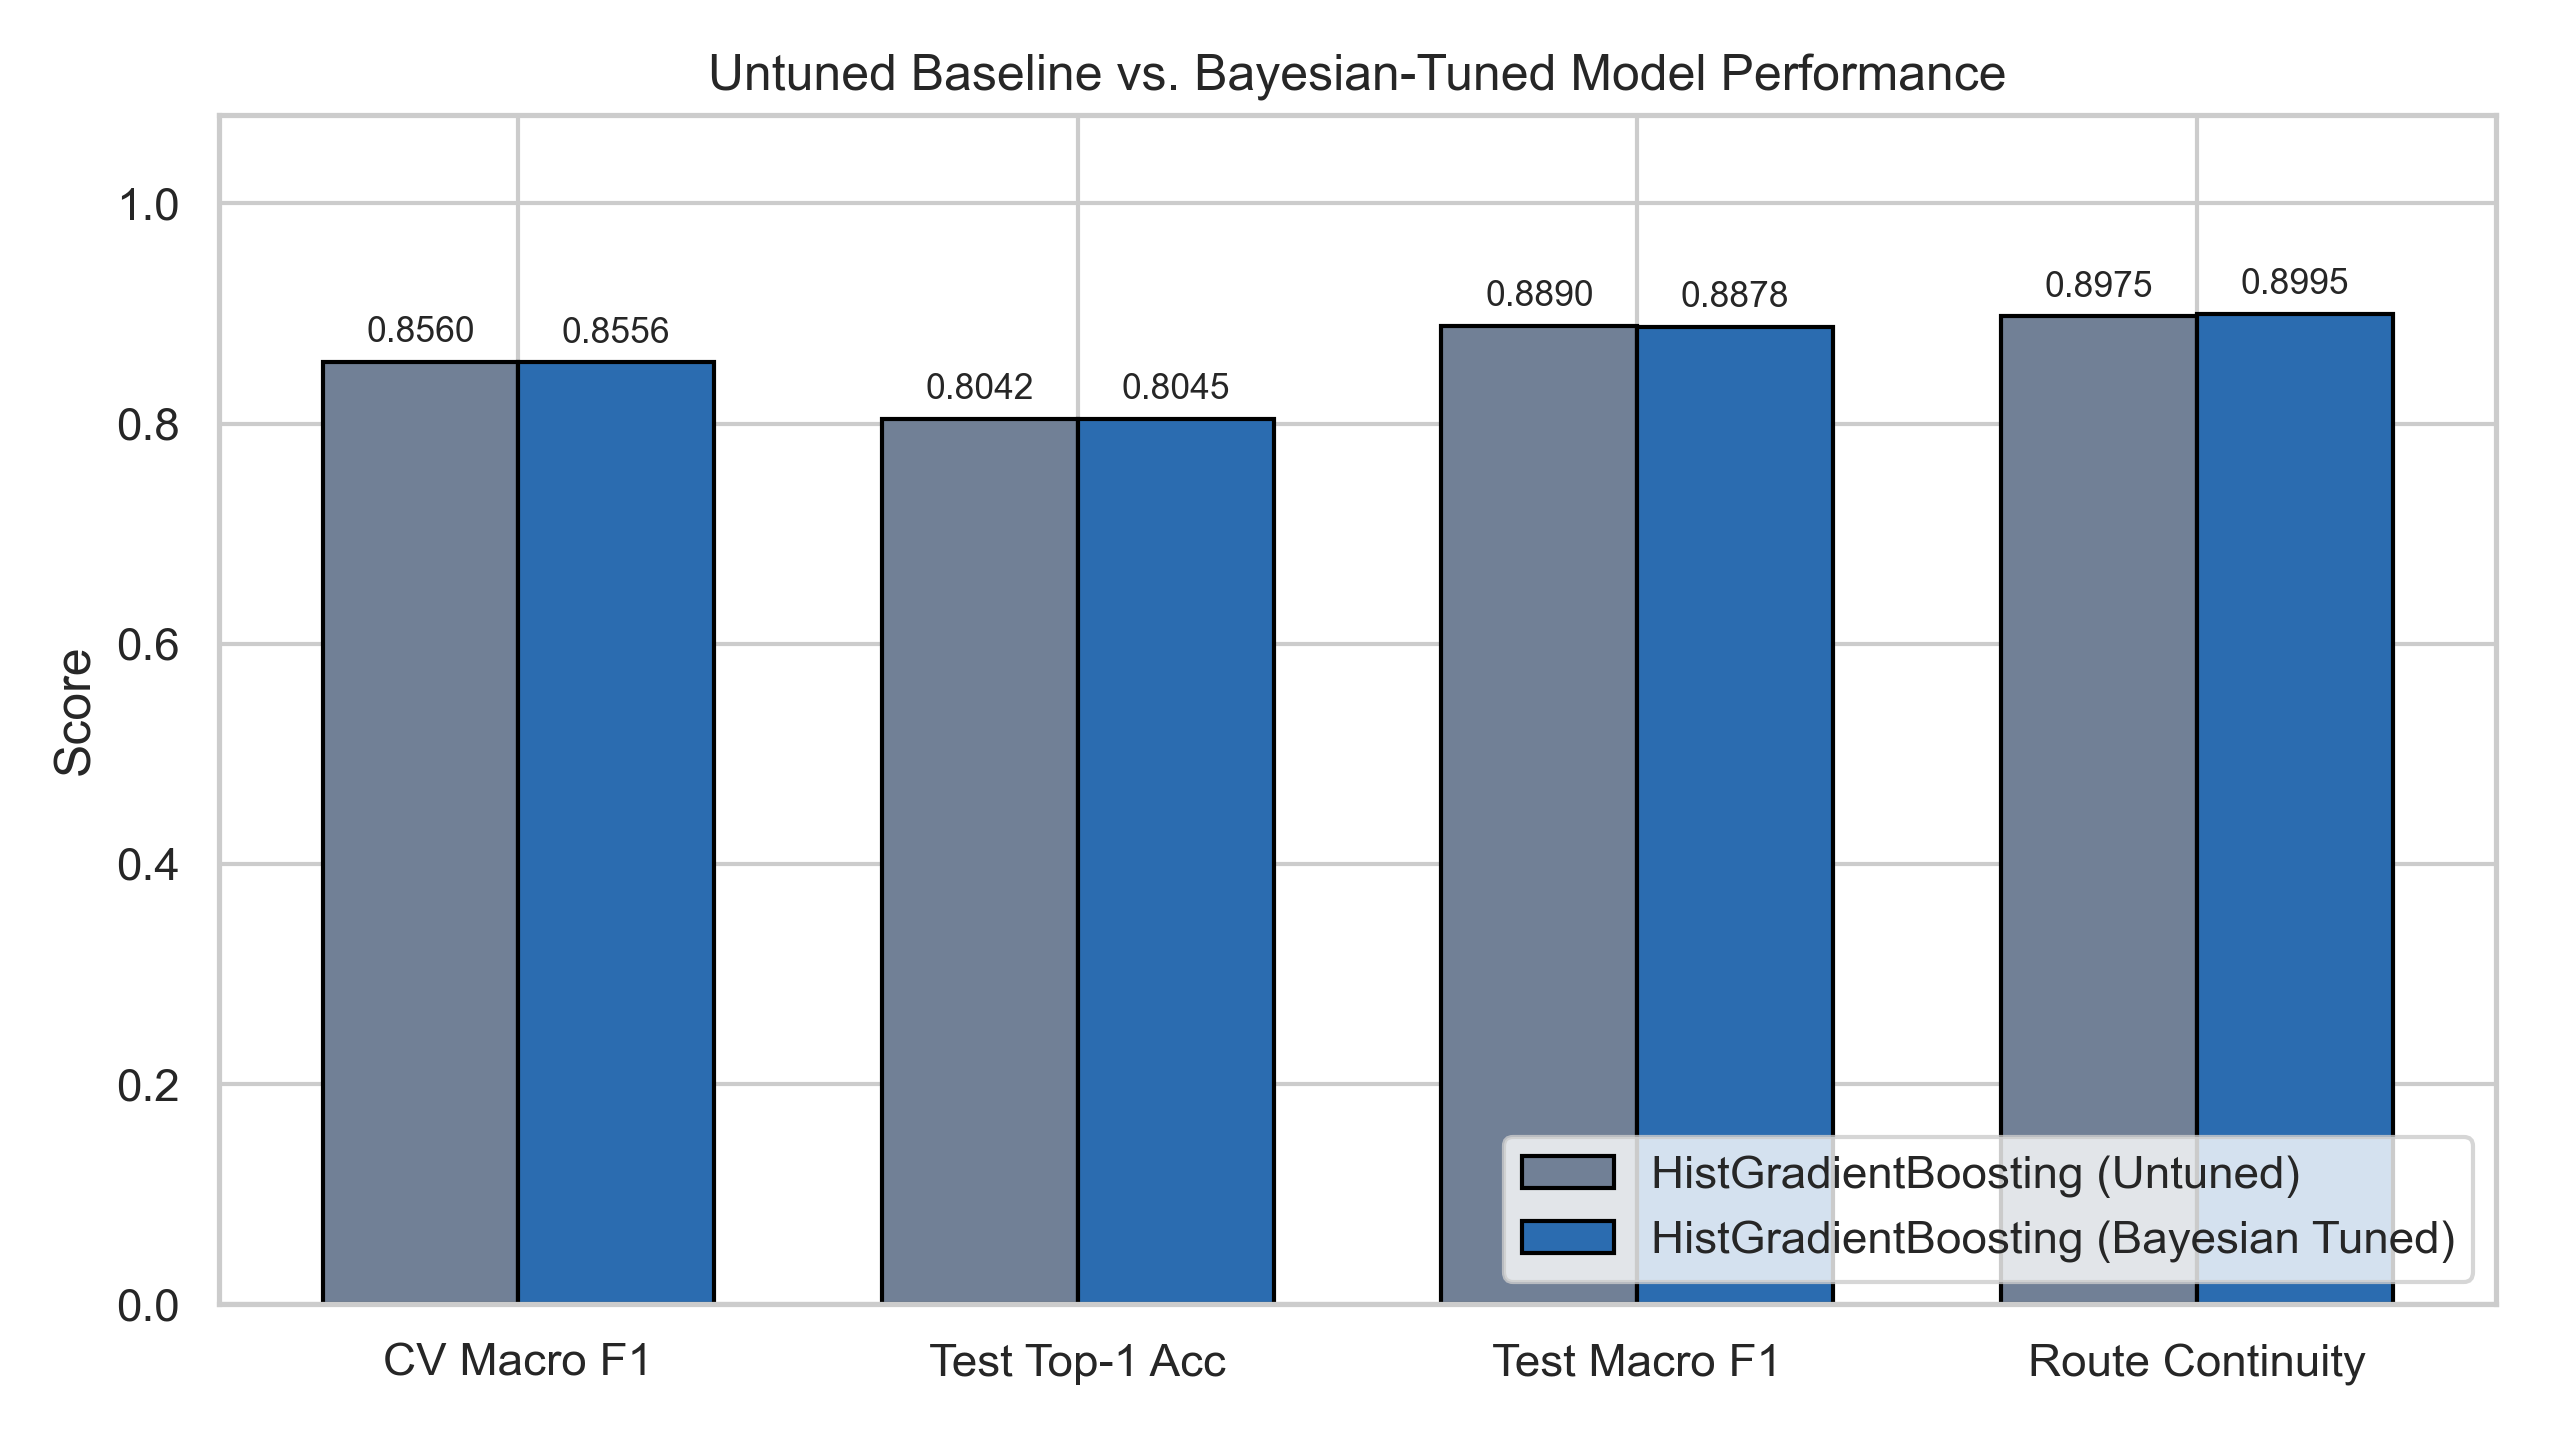 Untuned Baseline vs. Bayesian-Tuned Model Performance
1.0
0.8
0.6
0.4
0.2
0.0
Score
0.8560
0.8556
0.8042
0.8045
0.8890
0.8878
0.8975
0.8995
HistGradientBoosting (Untuned)
HistGradientBoosting (Bayesian Tuned)
CV Macro F1
Test Top-1 Acc
Test Macro F1
Route Continuity